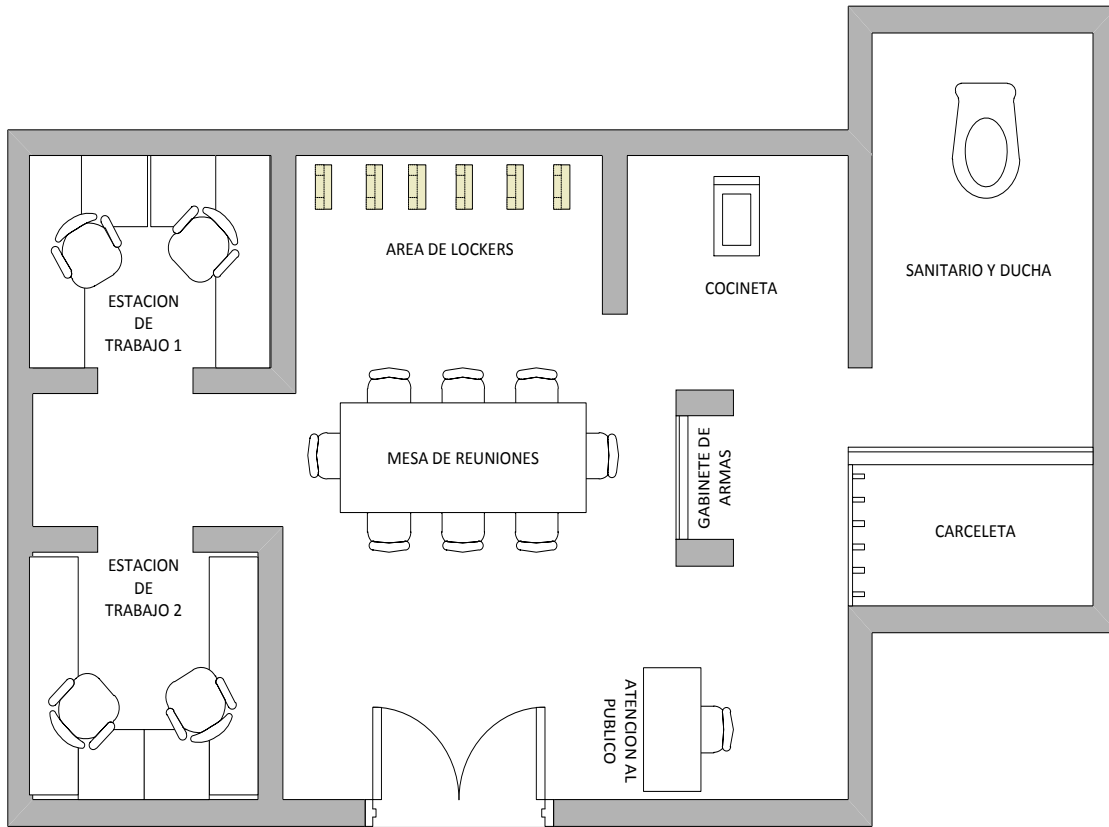 AREA DE LOCKERS
COCINETA
SANITARIO Y DUCHA
ESTACION
DE
TRABAJO 1
MESA DE REUNIONES
GABINETE DE
ARMAS
CARCELETA
ESTACION
DE
TRABAJO 2
ATENCION AL
PUBLICO